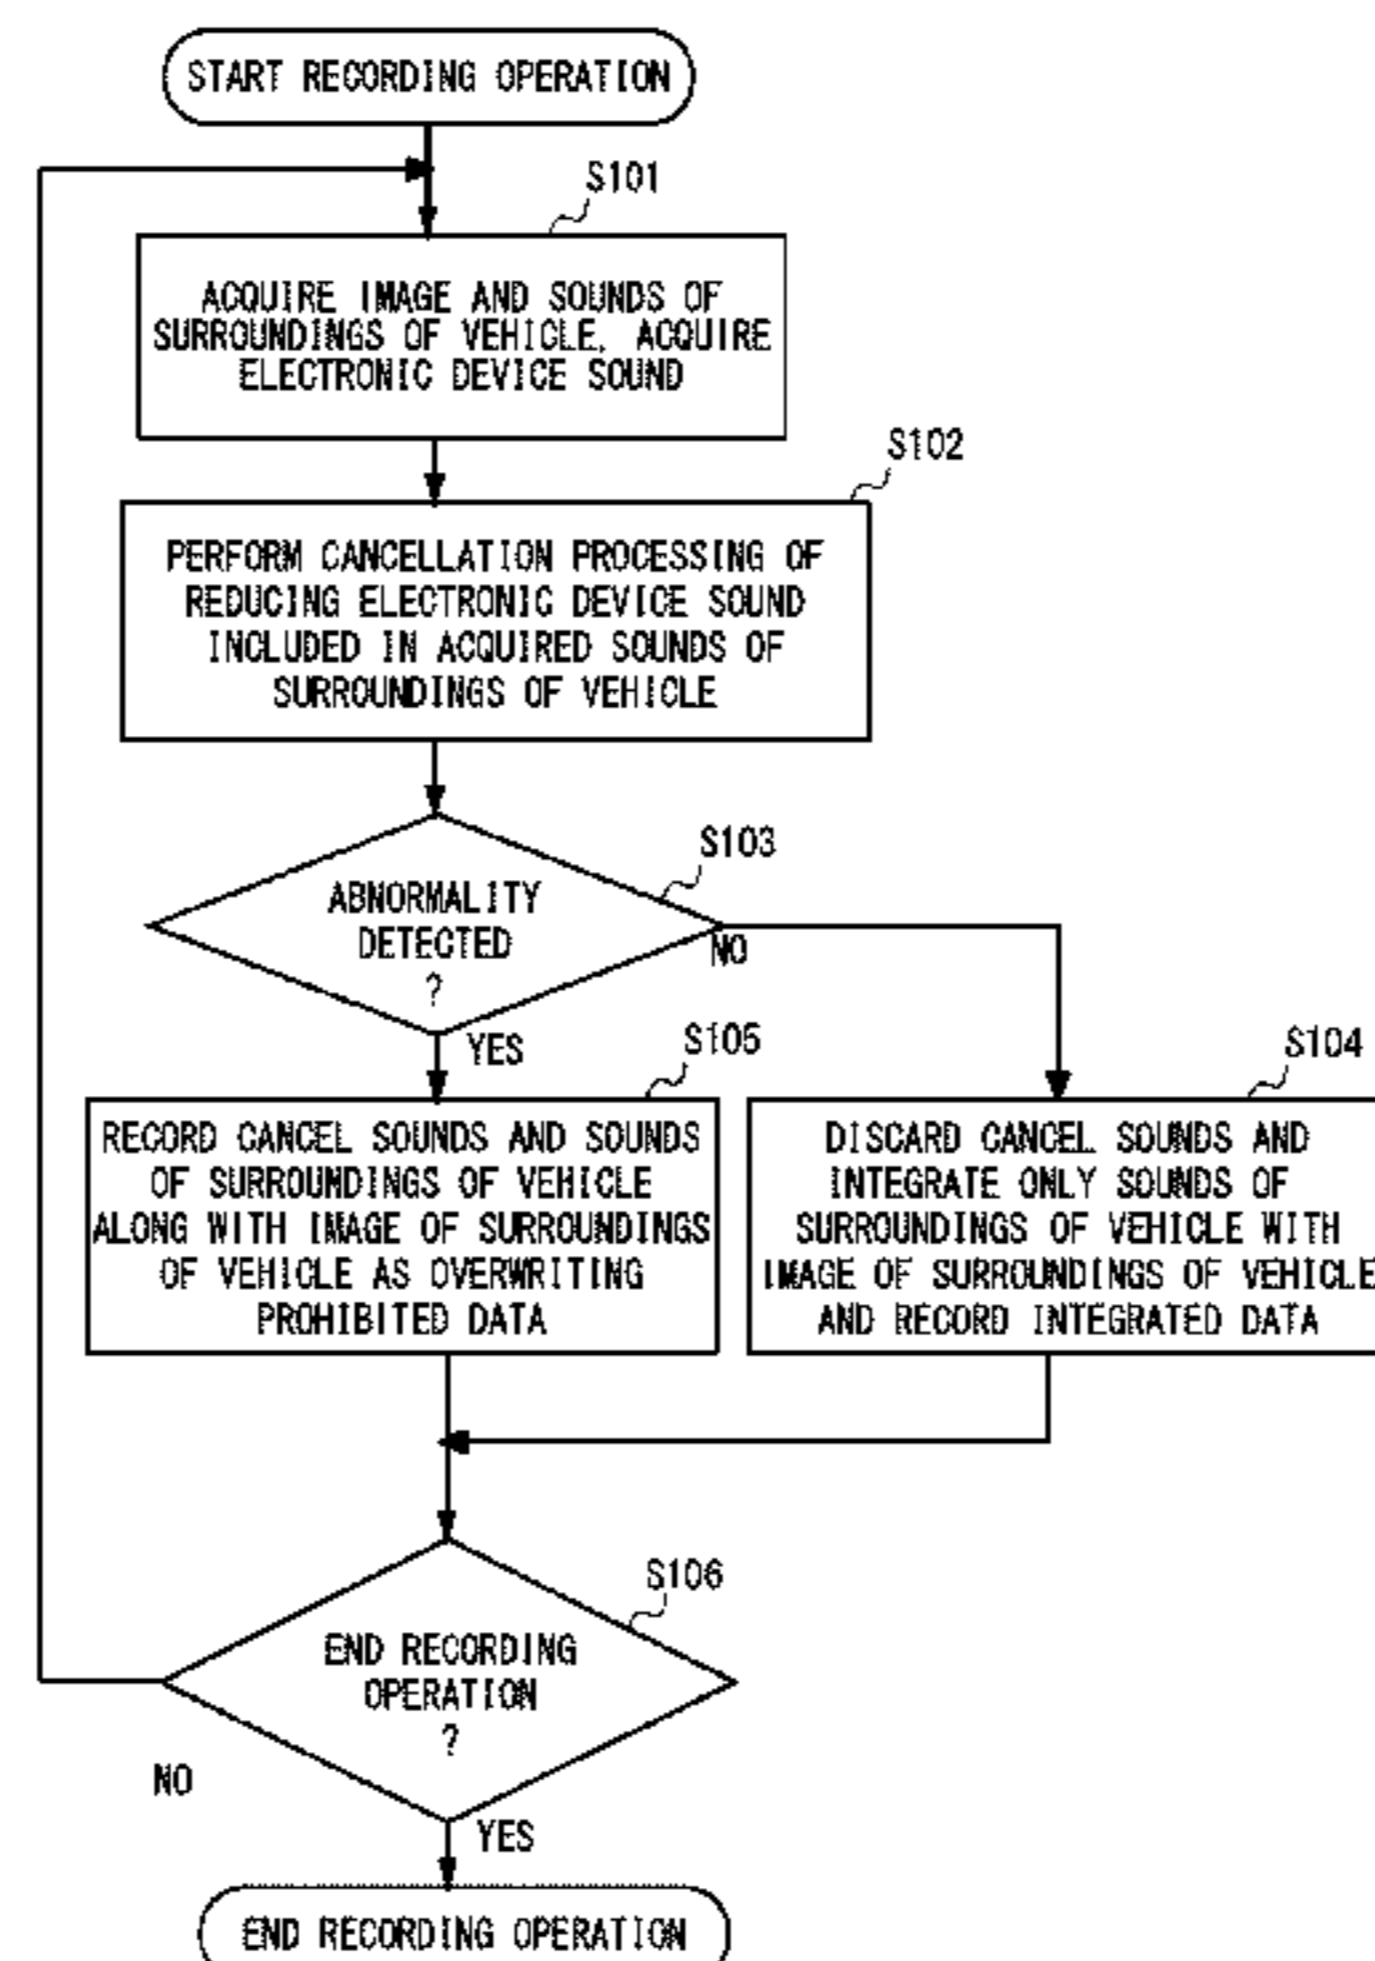 START RECORDING OPERATION
S101
ACQUIRE IMAGE AND SOUNDS OF
SURROUNDINGS OF VEHICLE, ACQUIRE
ELECTRONIC DEVICE SOUND
S102
PERFORM CANCELLATION PROCESSING OF
REDUCING ELECTRONIC DEVICE SOUND
INCLUDED IN ACQUIRED SOUNDS OF
SURROUNDINGS OF VEHICLE
S103
ABNORMALITY
DETECTED
?
NO
YES
S105
RECORD CANCEL SOUNDS AND SOUNDS
OF SURROUNDINGS OF VEHICLE
ALONG WITH IMAGE OF SURROUNDINGS
OF VEHICLE AS OVERWRITING
PROHIBITED DATA
S104
DISCARD CANCEL SOUNDS AND
INTEGRATE ONLY SOUNDS OF
SURROUNDINGS OF VEHICLE WITH
IMAGE OF SURROUNDINGS OF VEHICLE
AND RECORD INTEGRATED DATA
S106
END RECORDING
OPERATION
?
NO
YES
END RECORDING OPERATION